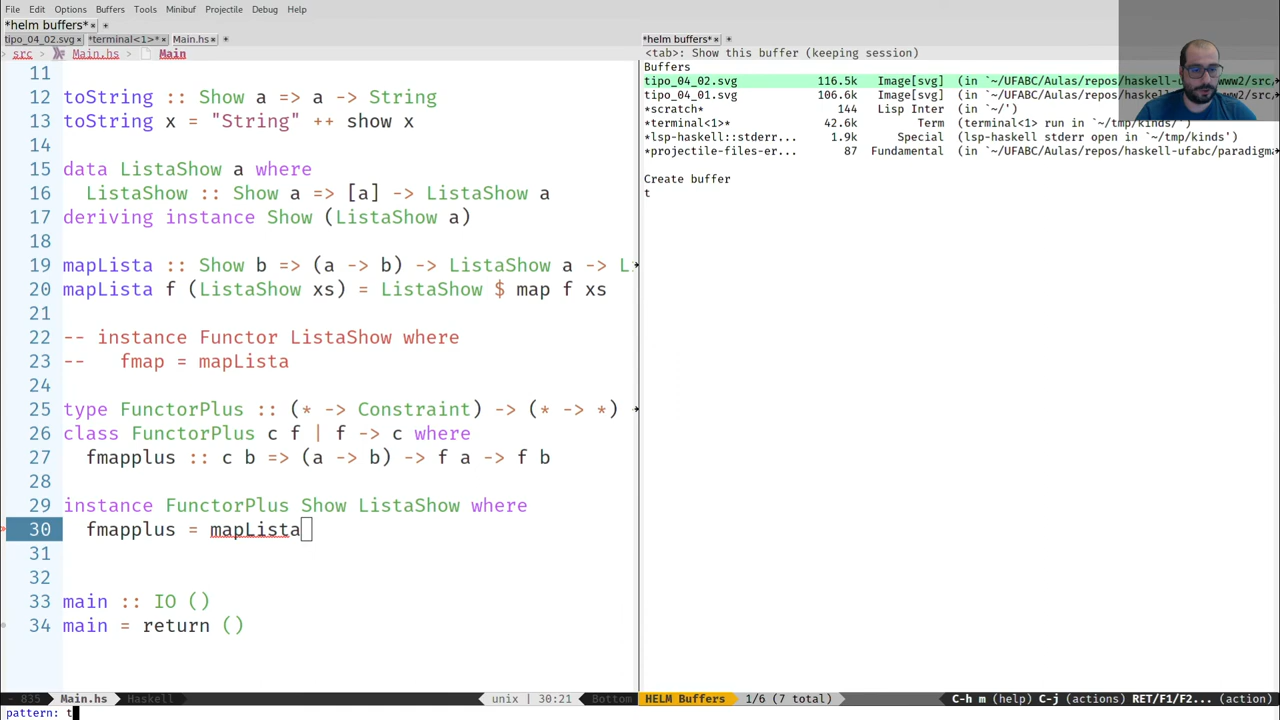 File Edit Options Buffers Tools Minibuf Projectile Debug Help
*helm buffers*× +
tipo_04_02.svg × *terminal<1>* × Main.hs × +
src > Main.hs > Main
11
12 toString :: Show a => a -> String
13 toString x = "String" ++ show x
14
15 data ListaShow a where
16   ListaShow :: Show a => [a] -> ListaShow a
17 deriving instance Show (ListaShow a)
18
19 mapLista :: Show b => (a -> b) -> ListaShow a -> Li
20 mapLista f (ListaShow xs) = ListaShow $ map f xs
21
22 -- instance Functor ListaShow where
23 --   fmap = mapLista
24
25 type FunctorPlus :: (* -> Constraint) -> (* -> *)
26 class FunctorPlus c f | f -> c where
27   fmapplus :: c b => (a -> b) -> f a -> f b
28
29 instance FunctorPlus Show ListaShow where
30   fmapplus = mapLista
31
32
33 main :: IO ()
34 main = return ()
- 835 Main.hs Haskell unix | 30:21 Bottom
*helm buffers*× +
<tab>: Show this buffer (keeping session)
Buffers
tipo_04_02.svg 116.5k Image[svg] (in `~/UFABC/Aulas/repos/haskell-u www2/src/
tipo_04_01.svg 106.6k Image[svg] (in `~/UFABC/Aulas/repos/haskell-u www2/src/
*scratch* 144 Lisp Inter (in `~/')
*terminal<1>* 42.6k Term (terminal<1> run in `~/tmp/kinds/`)
*lsp-haskell::stderr... 1.9k Special (lsp-haskell stderr open in `~/tmp/kinds')
*projectile-files-er... 87 Fundamental (in `~/UFABC/Aulas/repos/haskell-ufabc/paradigma
Create buffer
t
HELM Buffers 1/6 (7 total) C-h m (help) C-j (actions) RET/F1/F2... (action)
pattern: t